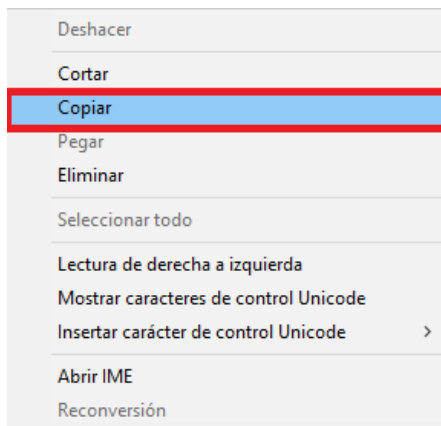 Deshacer
Cortar
Copiar
Pegar
Eliminar
Seleccionar todo
Lectura de derecha a izquierda
Mostrar caracteres de control Unicode
Insertar carácter de control Unicode
Abrir IME
Reconversión